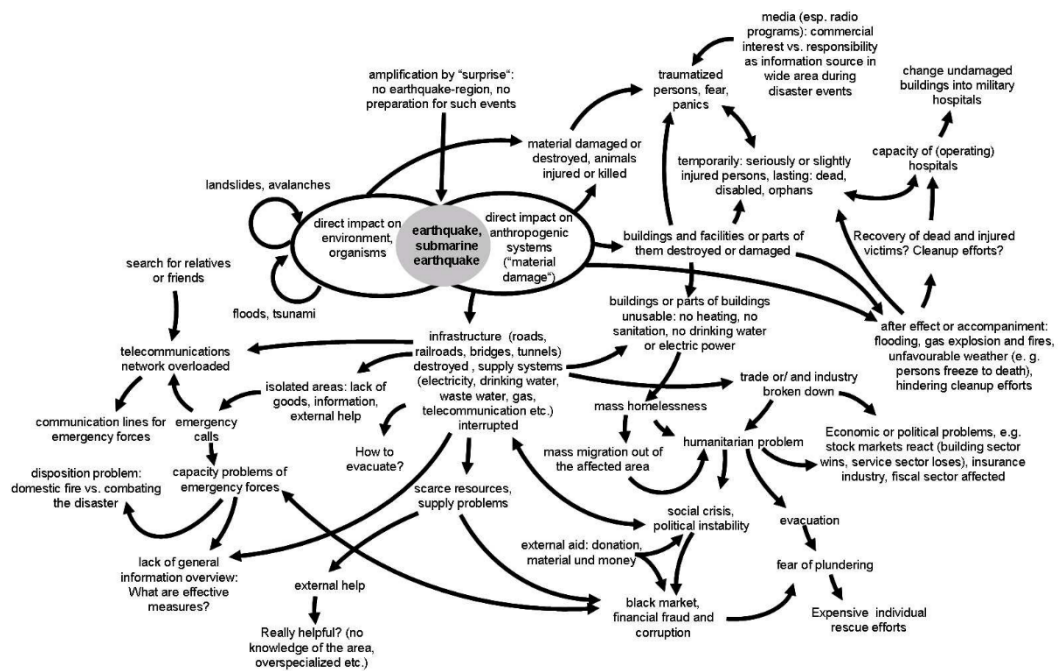 media (esp. radio
programs): commercial
interest vs. responsibility
as information source in
wide area during
disaster events
amplification by “surprise“:
no earthquake-region, no
preparation for such events
traumatized
persons, fear,
panics
change undamaged
buildings into military
hospitals
material damaged or
destroyed, animals
injured or killed
temporarily: seriously or slightly
injured persons, lasting: dead,
disabled, orphans
capacity of (operating)
hospitals
landslides, avalanches
direct impact on
environment,
organisms
earthquake,
submarine
earthquake
direct impact on
anthropogenic
systems
(“material
damage“)
buildings and facilities or parts of
them destroyed or damaged
Recovery of dead and injured
victims? Cleanup efforts?
search for relatives
or friends
floods, tsunami
buildings or parts of buildings
unusable: no heating, no
sanitation, no drinking water
or electric power
after effect or accompaniment:
flooding, gas explosion and fires,
unfavourable weather (e. g.
persons freeze to death),
hindering cleanup efforts
telecommunications
network overloaded
infrastructure (roads,
railroads, bridges, tunnels)
destroyed , supply systems
(electricity, drinking water,
waste water, gas,
telecommunication etc.)
interrupted
isolated areas: lack of
goods, information,
external help
trade or/ and industry
broken down
mass homelessness
communication lines for
emergency forces
emergency
calls
How to
evacuate?
mass migration out
of the affected area
humanitarian problem
Economic or political problems, e.g.
stock markets react (building sector
wins, service sector loses), insurance
industry, fiscal sector affected
disposition problem:
domestic fire vs. combating
the disaster
capacity problems of
emergency forces
scarce resources,
supply problems
social crisis,
political instability
evacuation
external aid: donation,
material und money
lack of general
information overview:
What are effective
measures?
external help
fear of plundering
black market,
financial fraud and
corruption
Expensive individual
rescue efforts
Really helpful? (no
knowledge of the area,
overspecialized etc.)